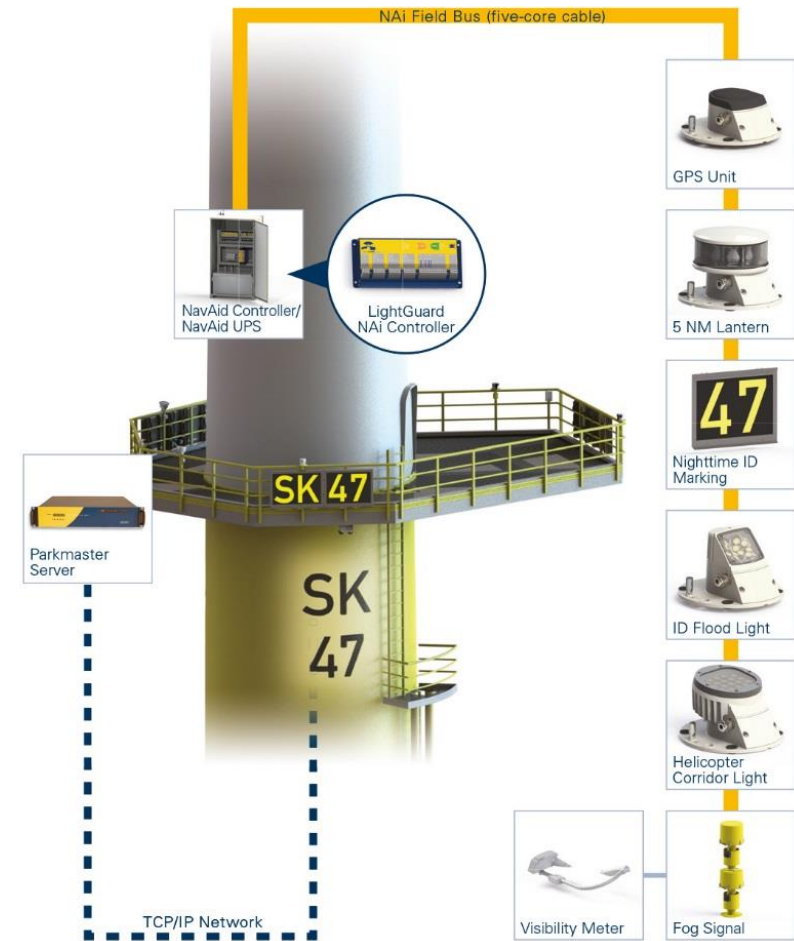 NAi Field Bus (five-core cable)
GPS Unit
NavAid Controller/
NavAid UPS
LightGuard
NAi Controller
5 NM Lantern
47
Nighttime ID
Marking
SK 47
Parkmaster
Server
SK
47
ID Flood Light
Helicopter
Corridor Light
TCP/IP Network
Visibility Meter
Fog Signal